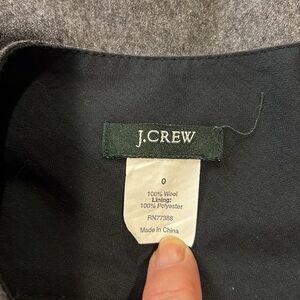 J.CREW
0
100% Wool
Lining:
100% Polyester
RN77388
Made in China